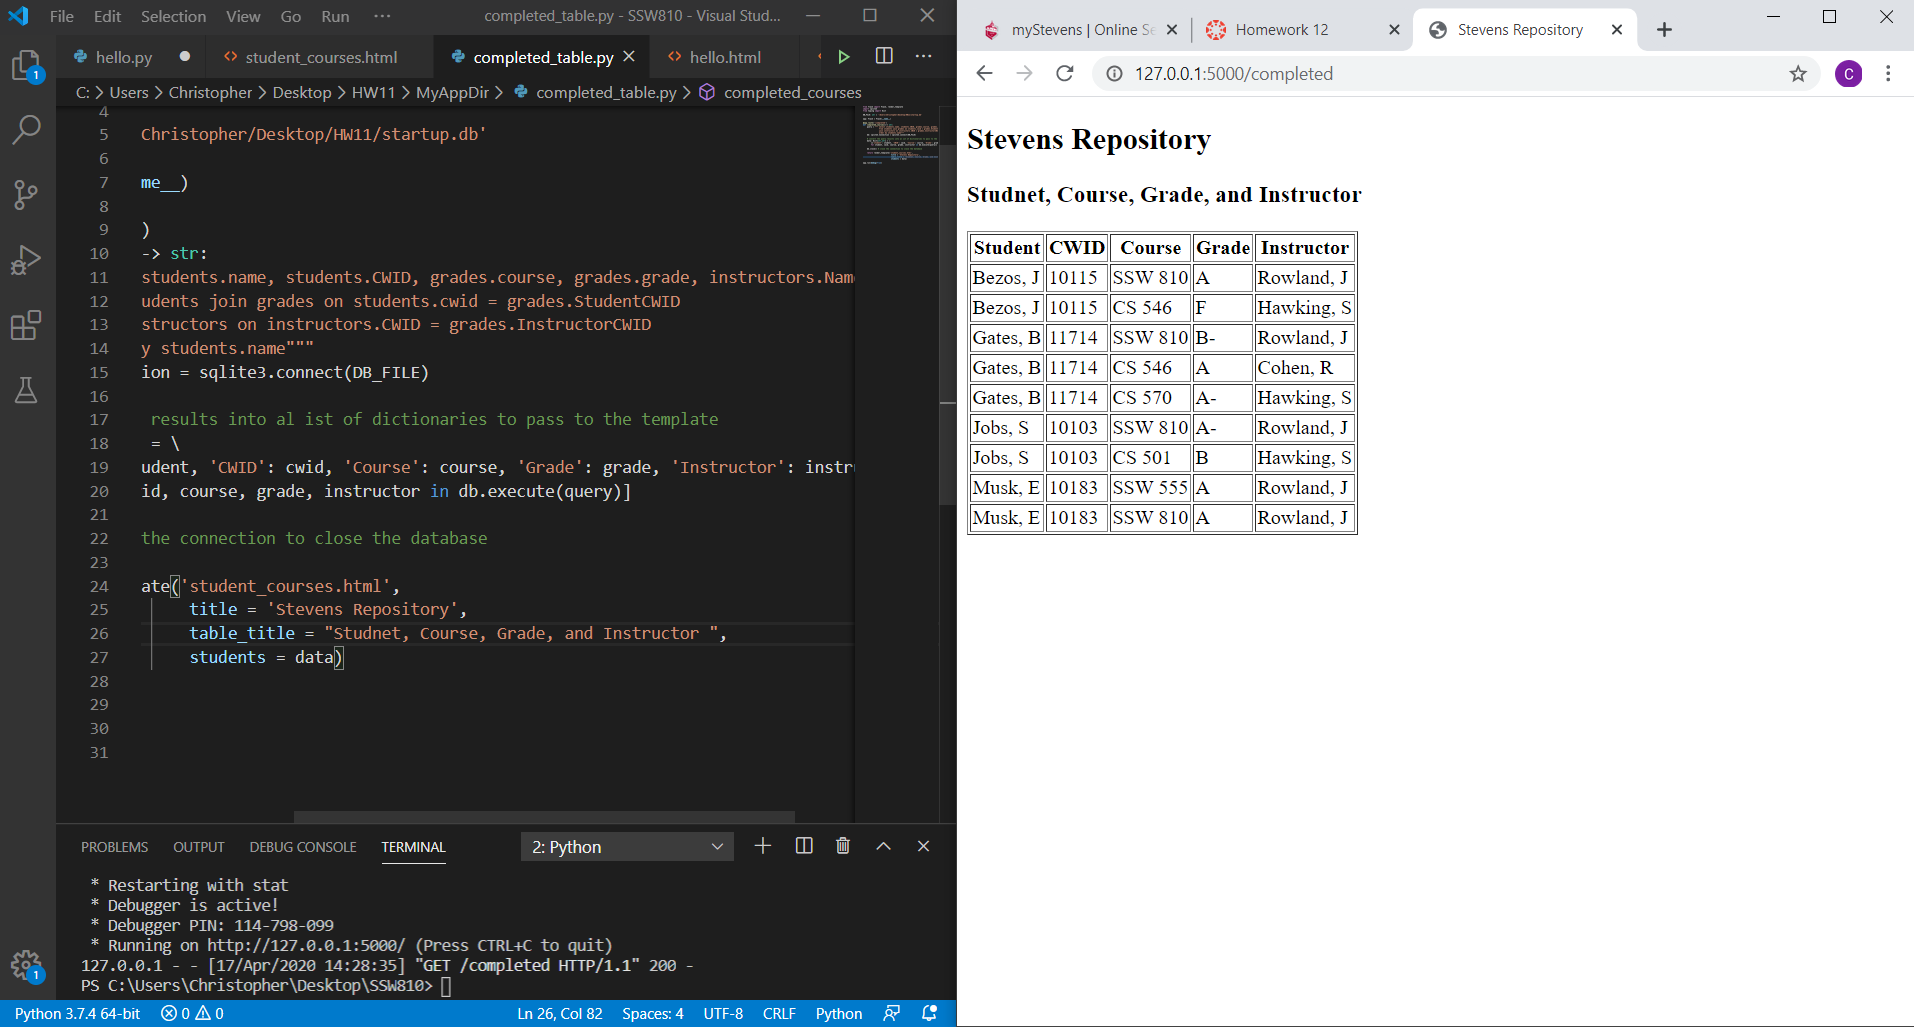 File Edit Selection View Go Run ··· completed_table.py - SSW810 - Visual Stud...
hello.py student_courses.html completed_table.py hello.html
C: > Users > Christopher > Desktop > HW11 > MyAppDir > completed_table.py > completed_courses
4
5 Christopher/Desktop/HW11/startup.db'
6
7 me__)
8
9 )
10 -> str:
11 students.name, students.CWID, grades.course, grades.grade, instructors.Name
12 udents join grades on students.cwid = grades.StudentCWID
13 structors on instructors.CWID = grades.InstructorCWID
14 y students.name"""
15 ion = sqlite3.connect(DB_FILE)
16
17 results into al ist of dictionaries to pass to the template
18 = \
19 udent, 'CWID': cwid, 'Course': course, 'Grade': grade, 'Instructor': instr
20 id, course, grade, instructor in db.execute(query)]
21
22 the connection to close the database
23
24 ate('student_courses.html',
25 title = 'Stevens Repository',
26 table_title = "Studnet, Course, Grade, and Instructor ",
27 students = data)
28
29
30
31
PROBLEMS OUTPUT DEBUG CONSOLE TERMINAL 2: Python
* Restarting with stat
* Debugger is active!
* Debugger PIN: 114-798-099
* Running on http://127.0.0.1:5000/ (Press CTRL+C to quit)
127.0.0.1 - - [17/Apr/2020 14:28:35] "GET /completed HTTP/1.1" 200 -
PS C:\Users\Christopher\Desktop\SSW810>
Python 3.7.4 64-bit 0 0 Ln 26, Col 82 Spaces: 4 UTF-8 CRLF Python
1
1
myStevens | Online Se Homework 12 Stevens Repository
127.0.0.1:5000/completed C
Stevens Repository
Studnet, Course, Grade, and Instructor
Student CWID Course Grade Instructor
Bezos, J 10115 SSW 810 A Rowland, J
Bezos, J 10115 CS 546 F Hawking, S
Gates, B 11714 SSW 810 B- Rowland, J
Gates, B 11714 CS 546 A Cohen, R
Gates, B 11714 CS 570 A- Hawking, S
Jobs, S 10103 SSW 810 A- Rowland, J
Jobs, S 10103 CS 501 B Hawking, S
Musk, E 10183 SSW 555 A Rowland, J
Musk, E 10183 SSW 810 A Rowland, J